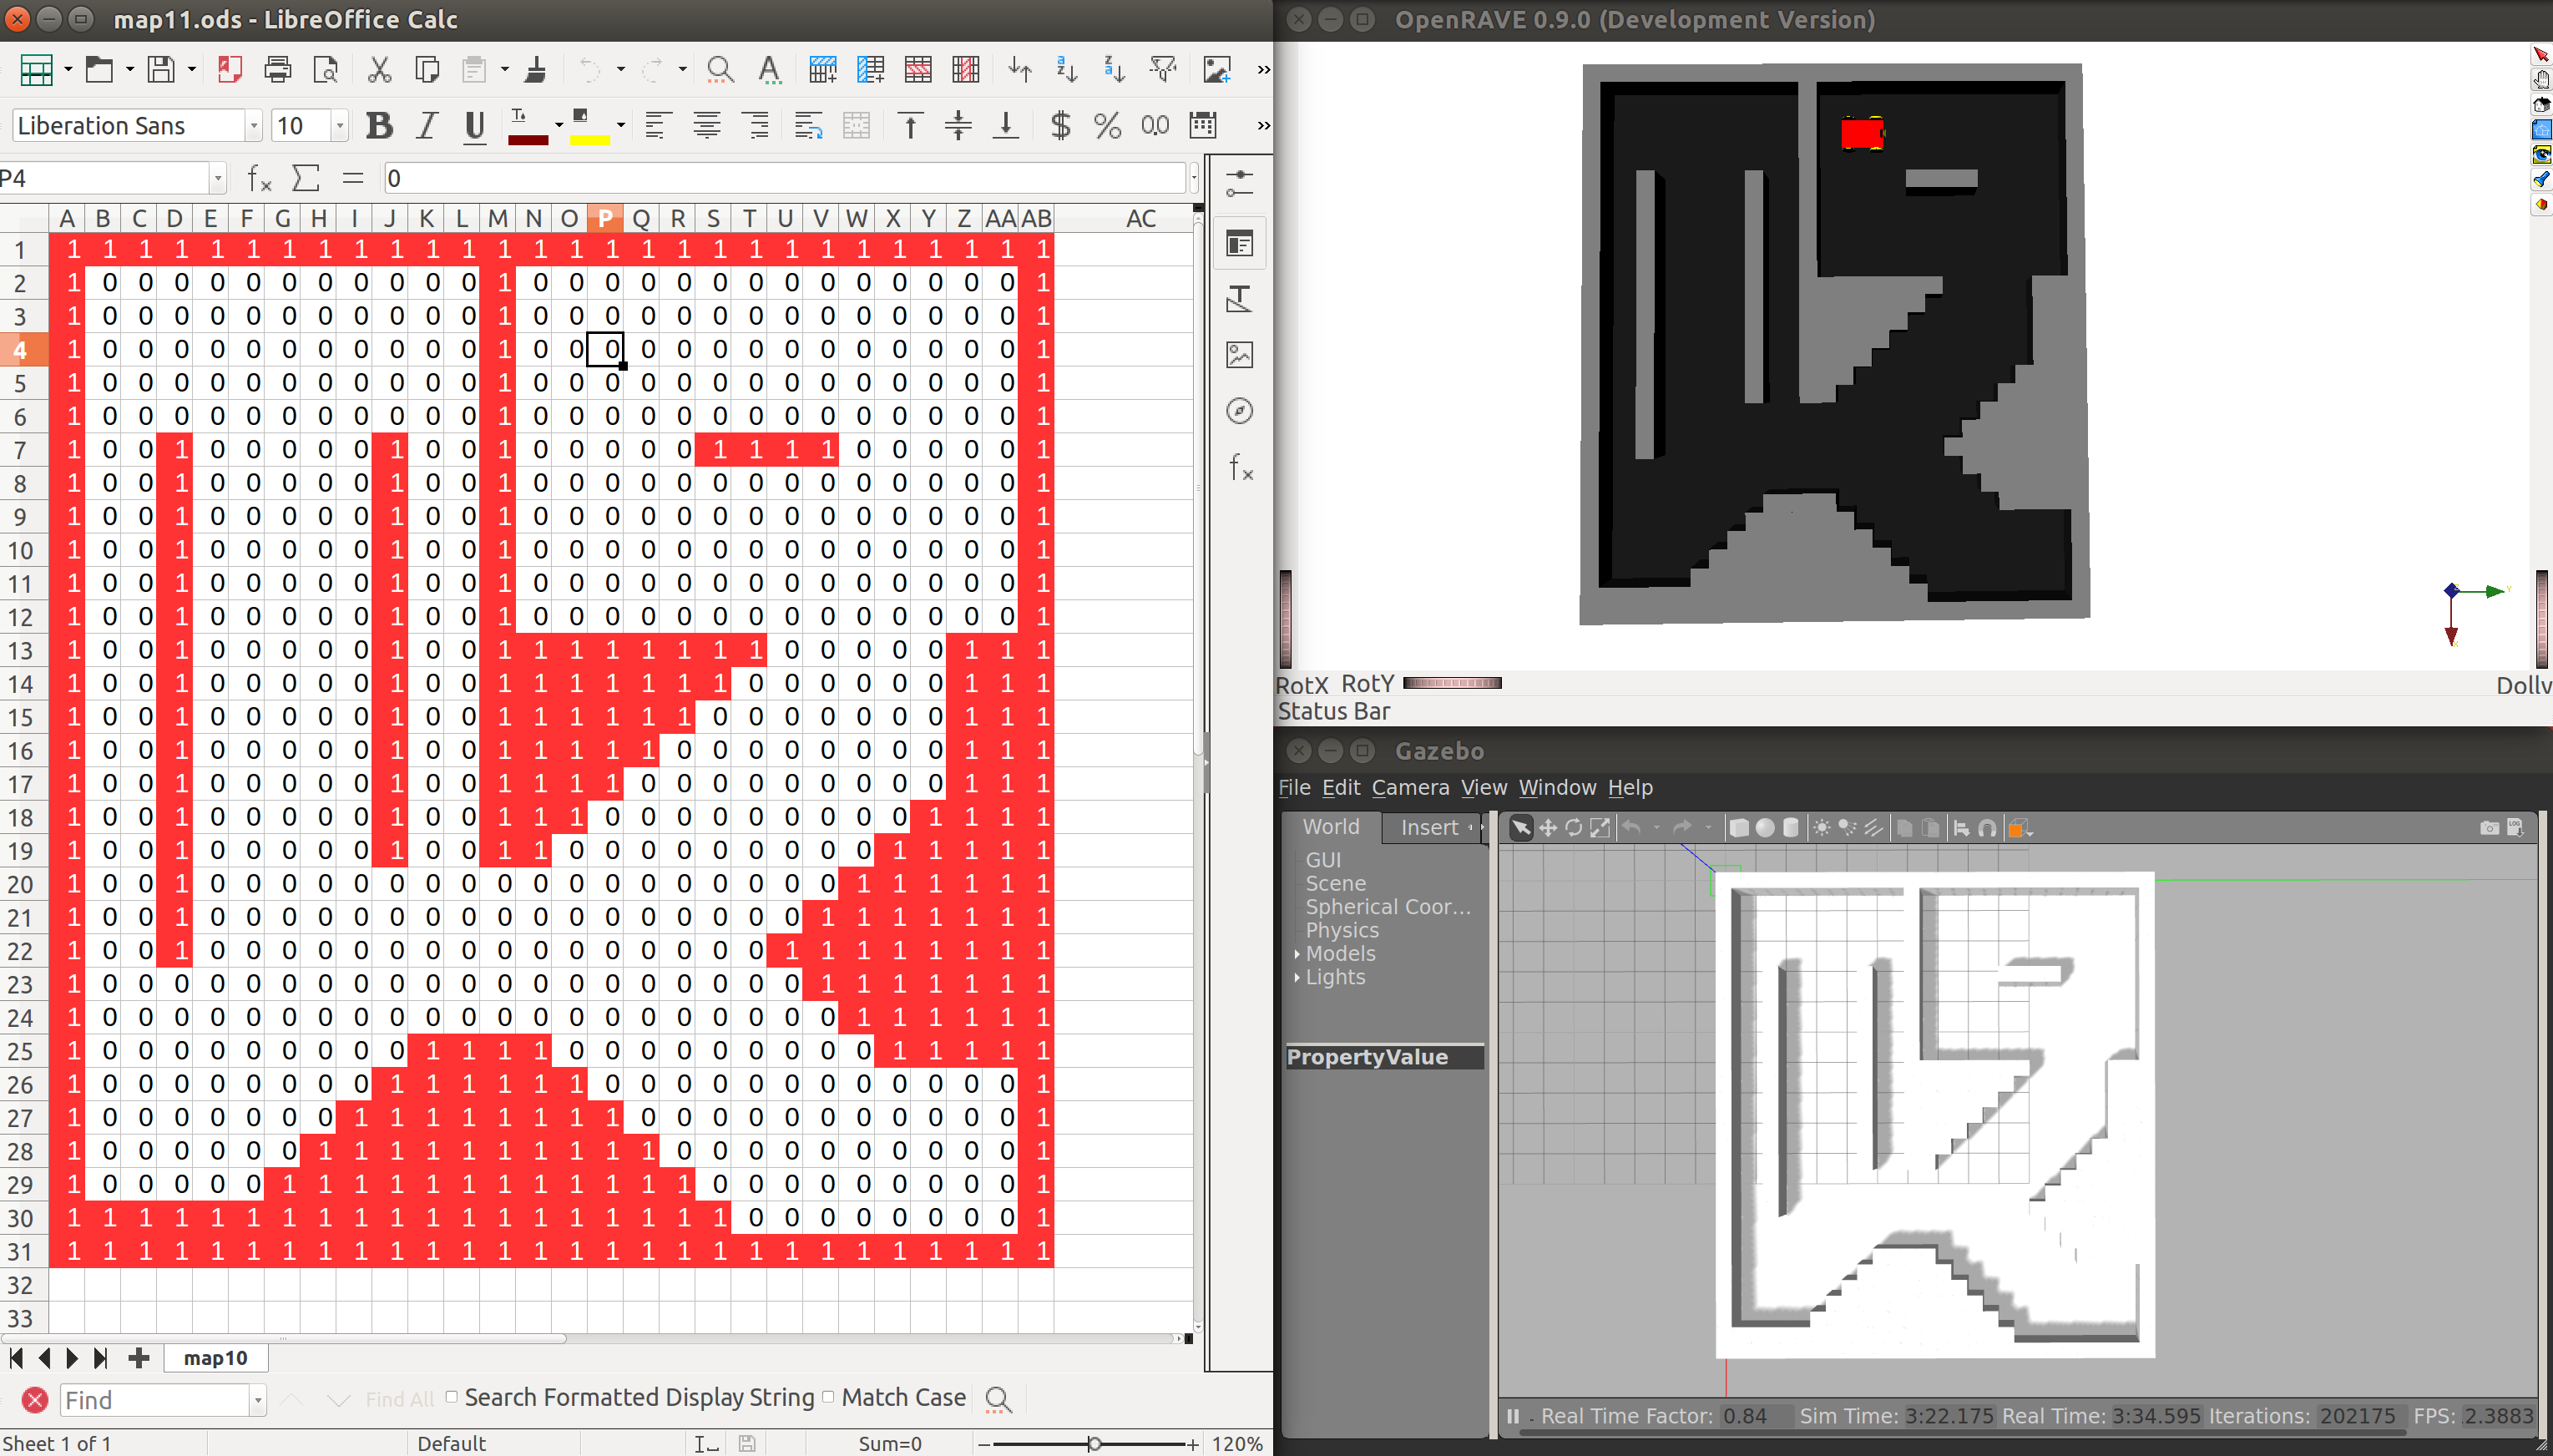 map11.ods - LibreOffice Calc
Liberation Sans 10
P4 0
A B C D E F G H I J K L M N O P Q R S T U V W X Y Z AA AB AC
1 1 1 1 1 1 1 1 1 1 1 1 1 1 1 1 1 1 1 1 1 1 1 1 1 1 1 1 1
2 1 0 0 0 0 0 0 0 0 0 0 0 1 0 0 0 0 0 0 0 0 0 0 0 0 0 0 1
3 1 0 0 0 0 0 0 0 0 0 0 0 1 0 0 0 0 0 0 0 0 0 0 0 0 0 0 1
4 1 0 0 0 0 0 0 0 0 0 0 0 1 0 0 0 0 0 0 0 0 0 0 0 0 0 0 1
5 1 0 0 0 0 0 0 0 0 0 0 0 1 0 0 0 0 0 0 0 0 0 0 0 0 0 0 1
6 1 0 0 0 0 0 0 0 0 0 0 0 1 0 0 0 0 0 0 0 0 0 0 0 0 0 0 1
7 1 0 0 1 0 0 0 0 0 1 0 0 1 0 0 0 0 0 1 1 1 1 0 0 0 0 0 1
8 1 0 0 1 0 0 0 0 0 1 0 0 1 0 0 0 0 0 0 0 0 0 0 0 0 0 0 1
9 1 0 0 1 0 0 0 0 0 1 0 0 1 0 0 0 0 0 0 0 0 0 0 0 0 0 0 1
10 1 0 0 1 0 0 0 0 0 1 0 0 1 0 0 0 0 0 0 0 0 0 0 0 0 0 0 1
11 1 0 0 1 0 0 0 0 0 1 0 0 1 0 0 0 0 0 0 0 0 0 0 0 0 0 0 1
12 1 0 0 1 0 0 0 0 0 1 0 0 1 0 0 0 0 0 0 0 0 0 0 0 0 0 0 1
13 1 0 0 1 0 0 0 0 0 1 0 0 1 1 1 1 1 1 1 1 0 0 0 0 0 1 1 1
14 1 0 0 1 0 0 0 0 0 1 0 0 1 1 1 1 1 1 1 0 0 0 0 0 0 1 1 1
15 1 0 0 1 0 0 0 0 0 1 0 0 1 1 1 1 1 1 0 0 0 0 0 0 0 1 1 1
16 1 0 0 1 0 0 0 0 0 1 0 0 1 1 1 1 1 0 0 0 0 0 0 0 0 1 1 1
17 1 0 0 1 0 0 0 0 0 1 0 0 1 1 1 1 0 0 0 0 0 0 0 0 0 1 1 1
18 1 0 0 1 0 0 0 0 0 1 0 0 1 1 1 0 0 0 0 0 0 0 0 0 1 1 1 1
19 1 0 0 1 0 0 0 0 0 1 0 0 1 1 0 0 0 0 0 0 0 0 0 1 1 1 1 1
20 1 0 0 1 0 0 0 0 0 0 0 0 0 0 0 0 0 0 0 0 0 0 1 1 1 1 1 1
21 1 0 0 1 0 0 0 0 0 0 0 0 0 0 0 0 0 0 0 0 0 1 1 1 1 1 1 1
22 1 0 0 1 0 0 0 0 0 0 0 0 0 0 0 0 0 0 0 0 1 1 1 1 1 1 1 1
23 1 0 0 0 0 0 0 0 0 0 0 0 0 0 0 0 0 0 0 0 0 1 1 1 1 1 1 1
24 1 0 0 0 0 0 0 0 0 0 0 0 0 0 0 0 0 0 0 0 0 0 1 1 1 1 1 1
25 1 0 0 0 0 0 0 0 0 0 1 1 1 1 0 0 0 0 0 0 0 0 0 1 1 1 1 1
26 1 0 0 0 0 0 0 0 0 1 1 1 1 1 1 0 0 0 0 0 0 0 0 0 0 0 0 1
27 1 0 0 0 0 0 0 0 1 1 1 1 1 1 1 1 0 0 0 0 0 0 0 0 0 0 0 1
28 1 0 0 0 0 0 0 1 1 1 1 1 1 1 1 1 1 0 0 0 0 0 0 0 0 0 0 1
29 1 0 0 0 0 0 1 1 1 1 1 1 1 1 1 1 1 1 0 0 0 0 0 0 0 0 0 1
30 1 1 1 1 1 1 1 1 1 1 1 1 1 1 1 1 1 1 1 0 0 0 0 0 0 0 0 1
31 1 1 1 1 1 1 1 1 1 1 1 1 1 1 1 1 1 1 1 1 1 1 1 1 1 1 1 1
32
33
map10
Find Find All Search Formatted Display String Match Case
Sheet 1 of 1 Default Sum=0 120%
OpenRAVE 0.9.0 (Development Version)
RotX RotY Dolly
Status Bar
Gazebo
File Edit Camera View Window Help
World Insert
GUI
Scene
Spherical Coor...
Physics
Models
Lights
Property Value
Real Time Factor: 0.84 Sim Time: 3:22.175 Real Time: 3:34.595 Iterations: 202175 FPS: 2.3883